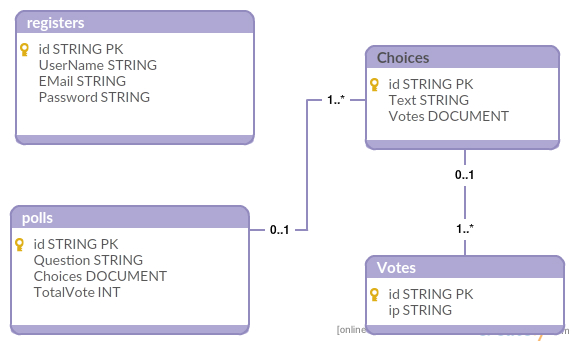 registers
id STRING PK
UserName STRING
EMail STRING
Password STRING
Choices
id STRING PK
Text STRING
Votes DOCUMENT
1..*
0..1
polls
id STRING PK
Question STRING
Choices DOCUMENT
TotalVote INT
0..1
1..*
Votes
id STRING PK
ip STRING
[online